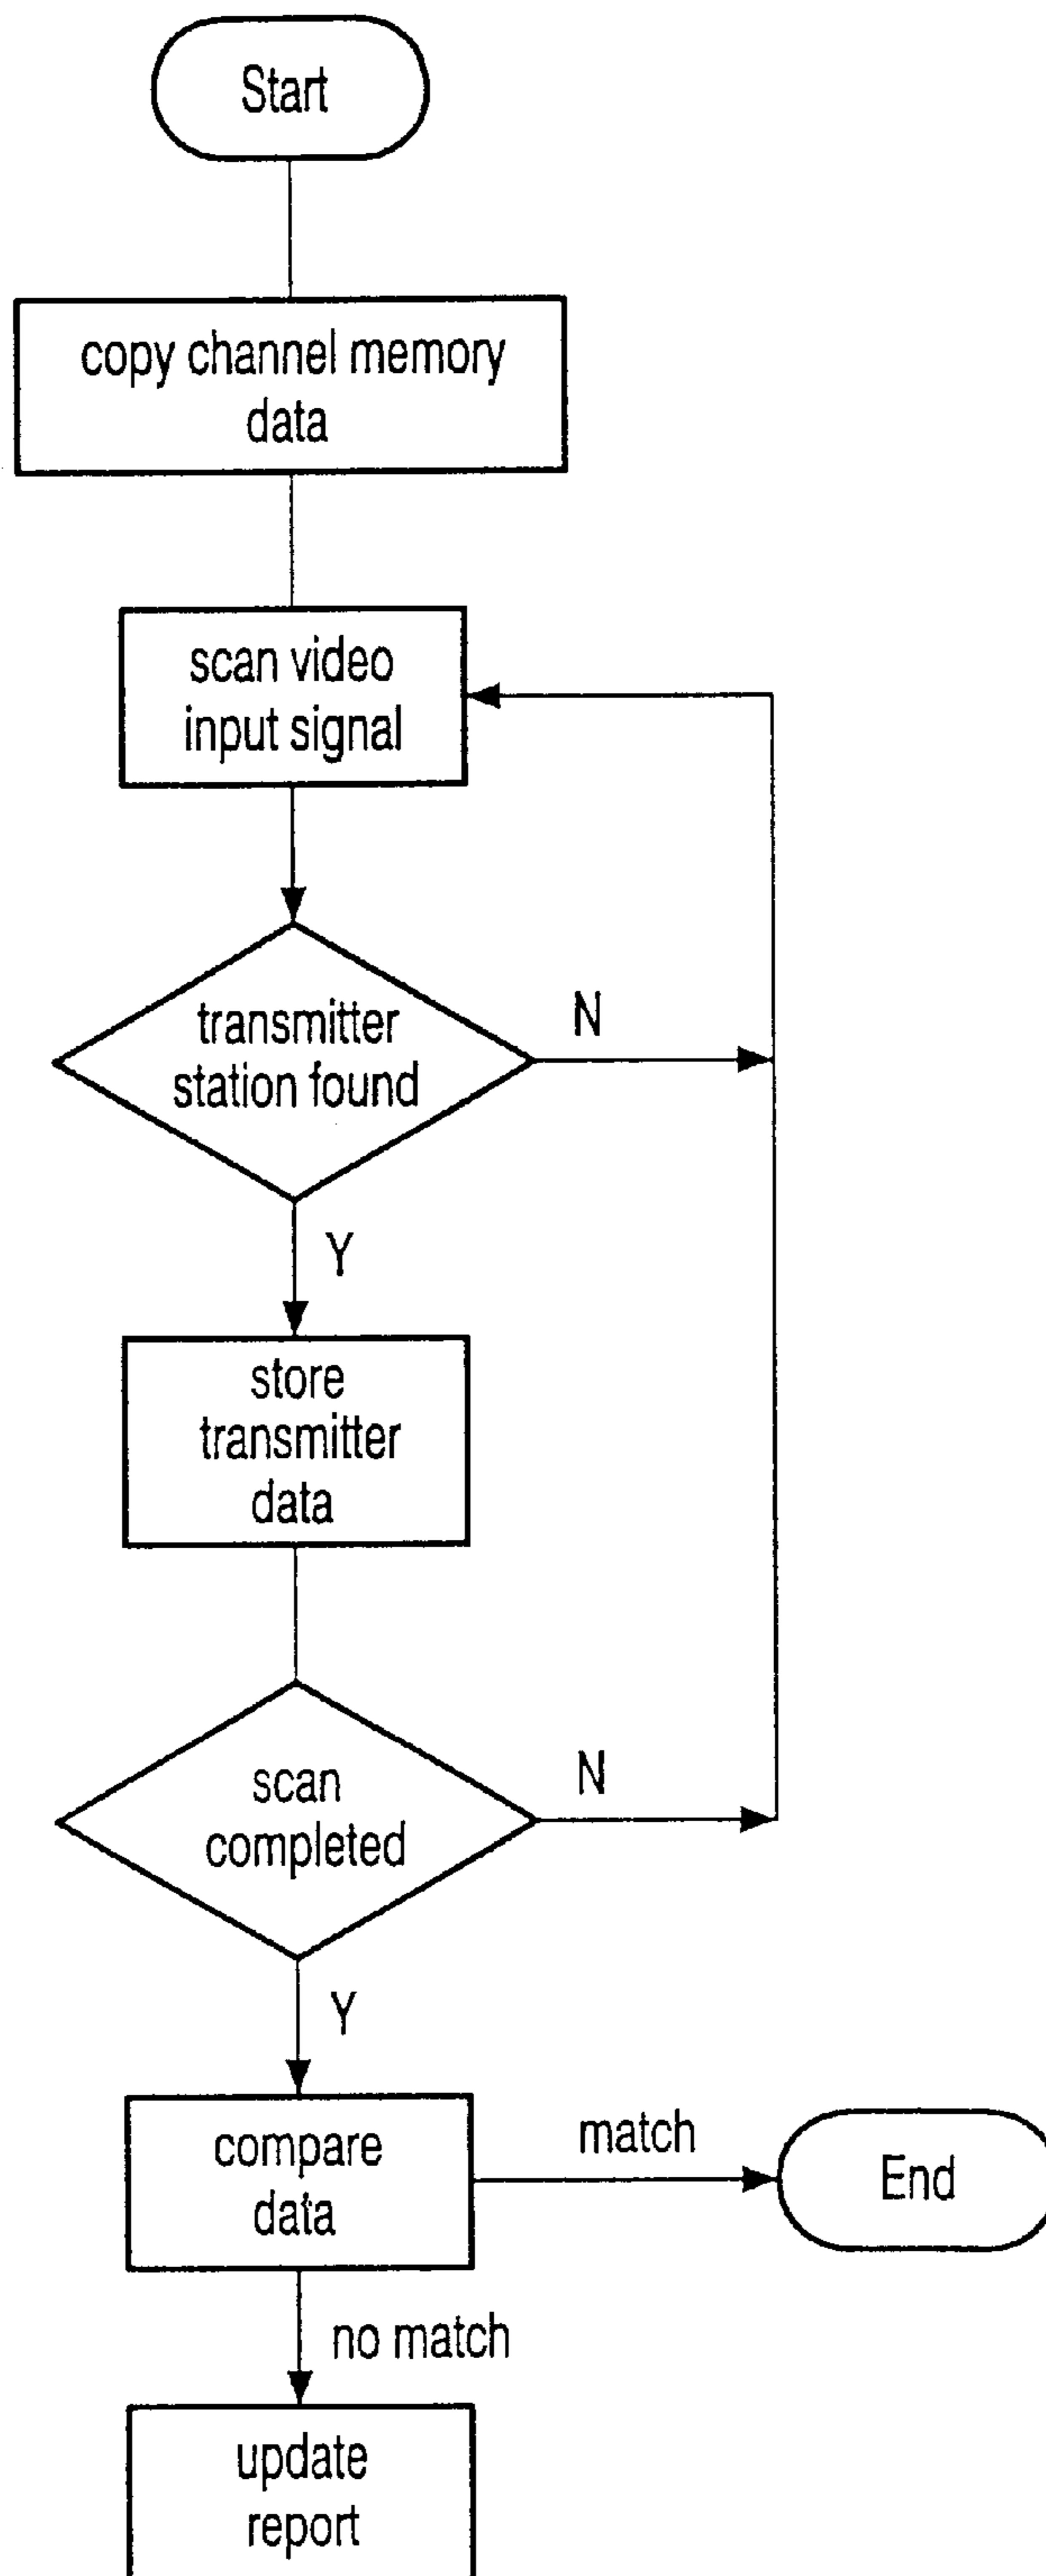 Start
copy channel memory
data
scan video
input signal
transmitter
station found
N
Y
store
transmitter
data
scan
completed
N
Y
compare
data
match
End
no match
update
report